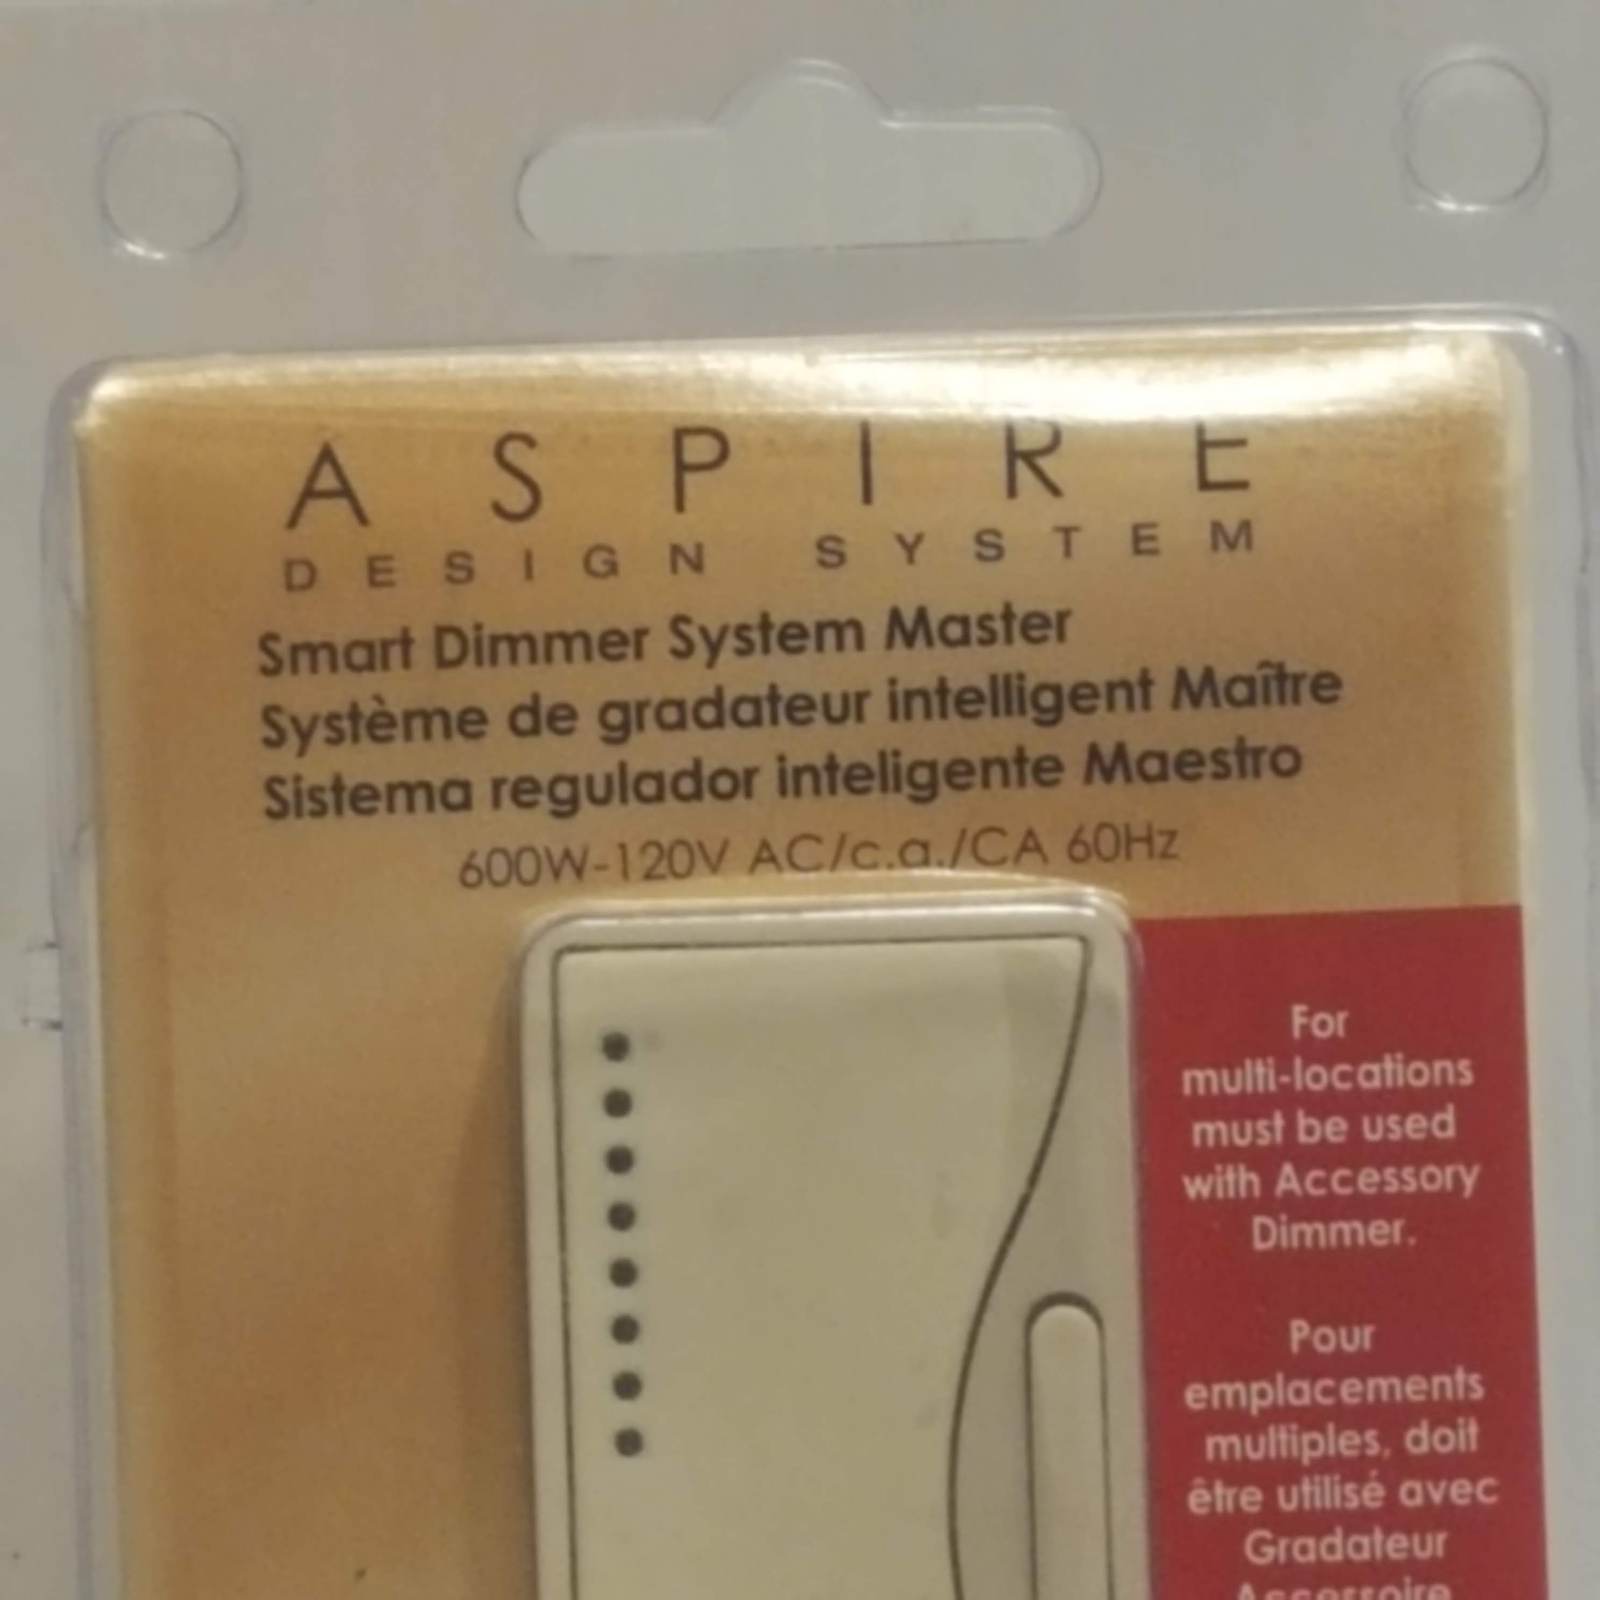 ASPIRE
DESIGN SYSTEM
Smart Dimmer System Master
Système de gradateur intelligent Maître
Sistema regulador inteligente Maestro
600W-120V AC/c.a./CA 60Hz
For
multi-locations
must be used
with Accessory
Dimmer.
Pour
emplacements
multiples, doit
être utilisé avec
Gradateur
Accessoire